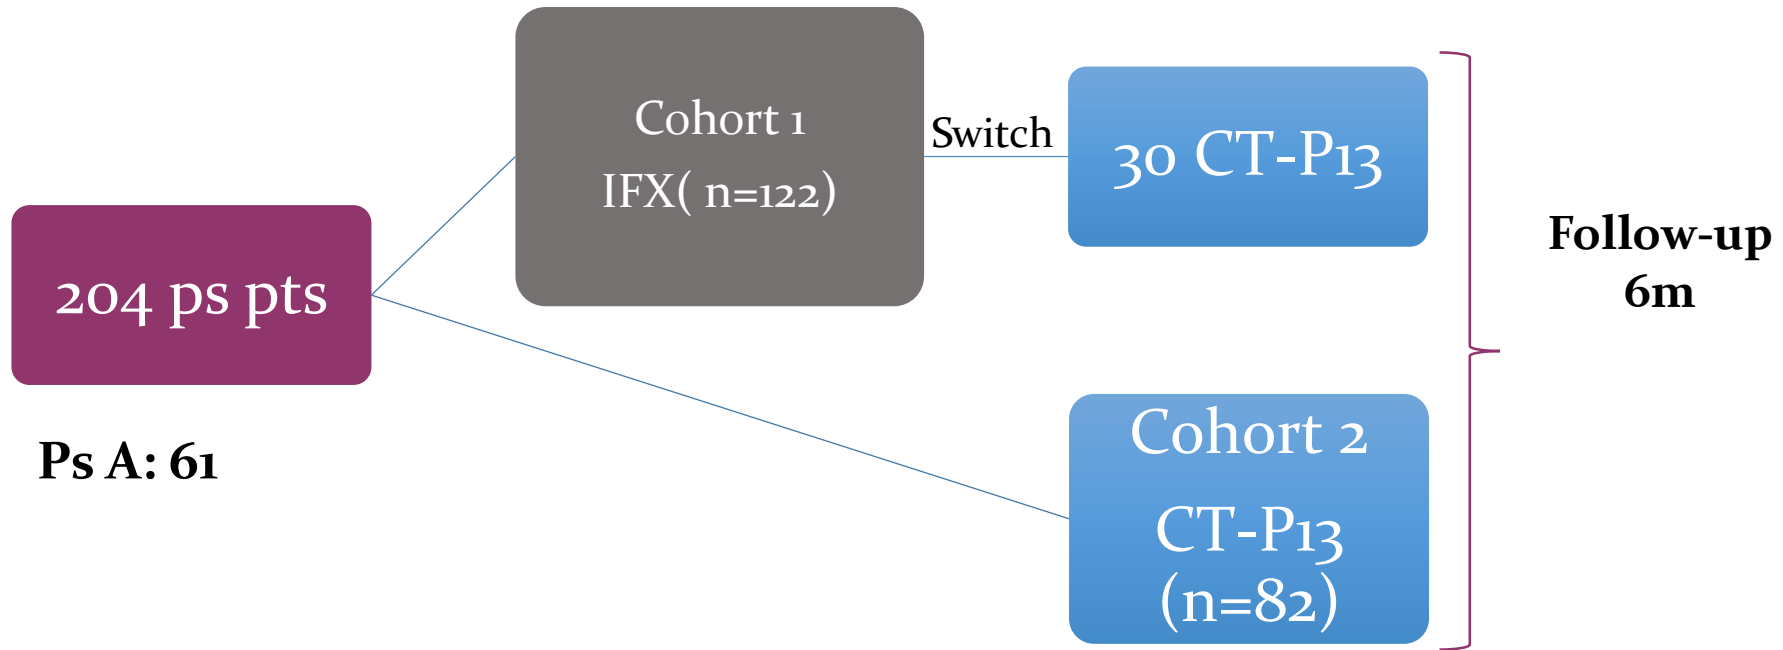 204 ps pts
Ps A: 61
Cohort 1
IFX( n=122)
Switch
30 CT-P13
Cohort 2
CT-P13
(n=82)
Follow-up
6m